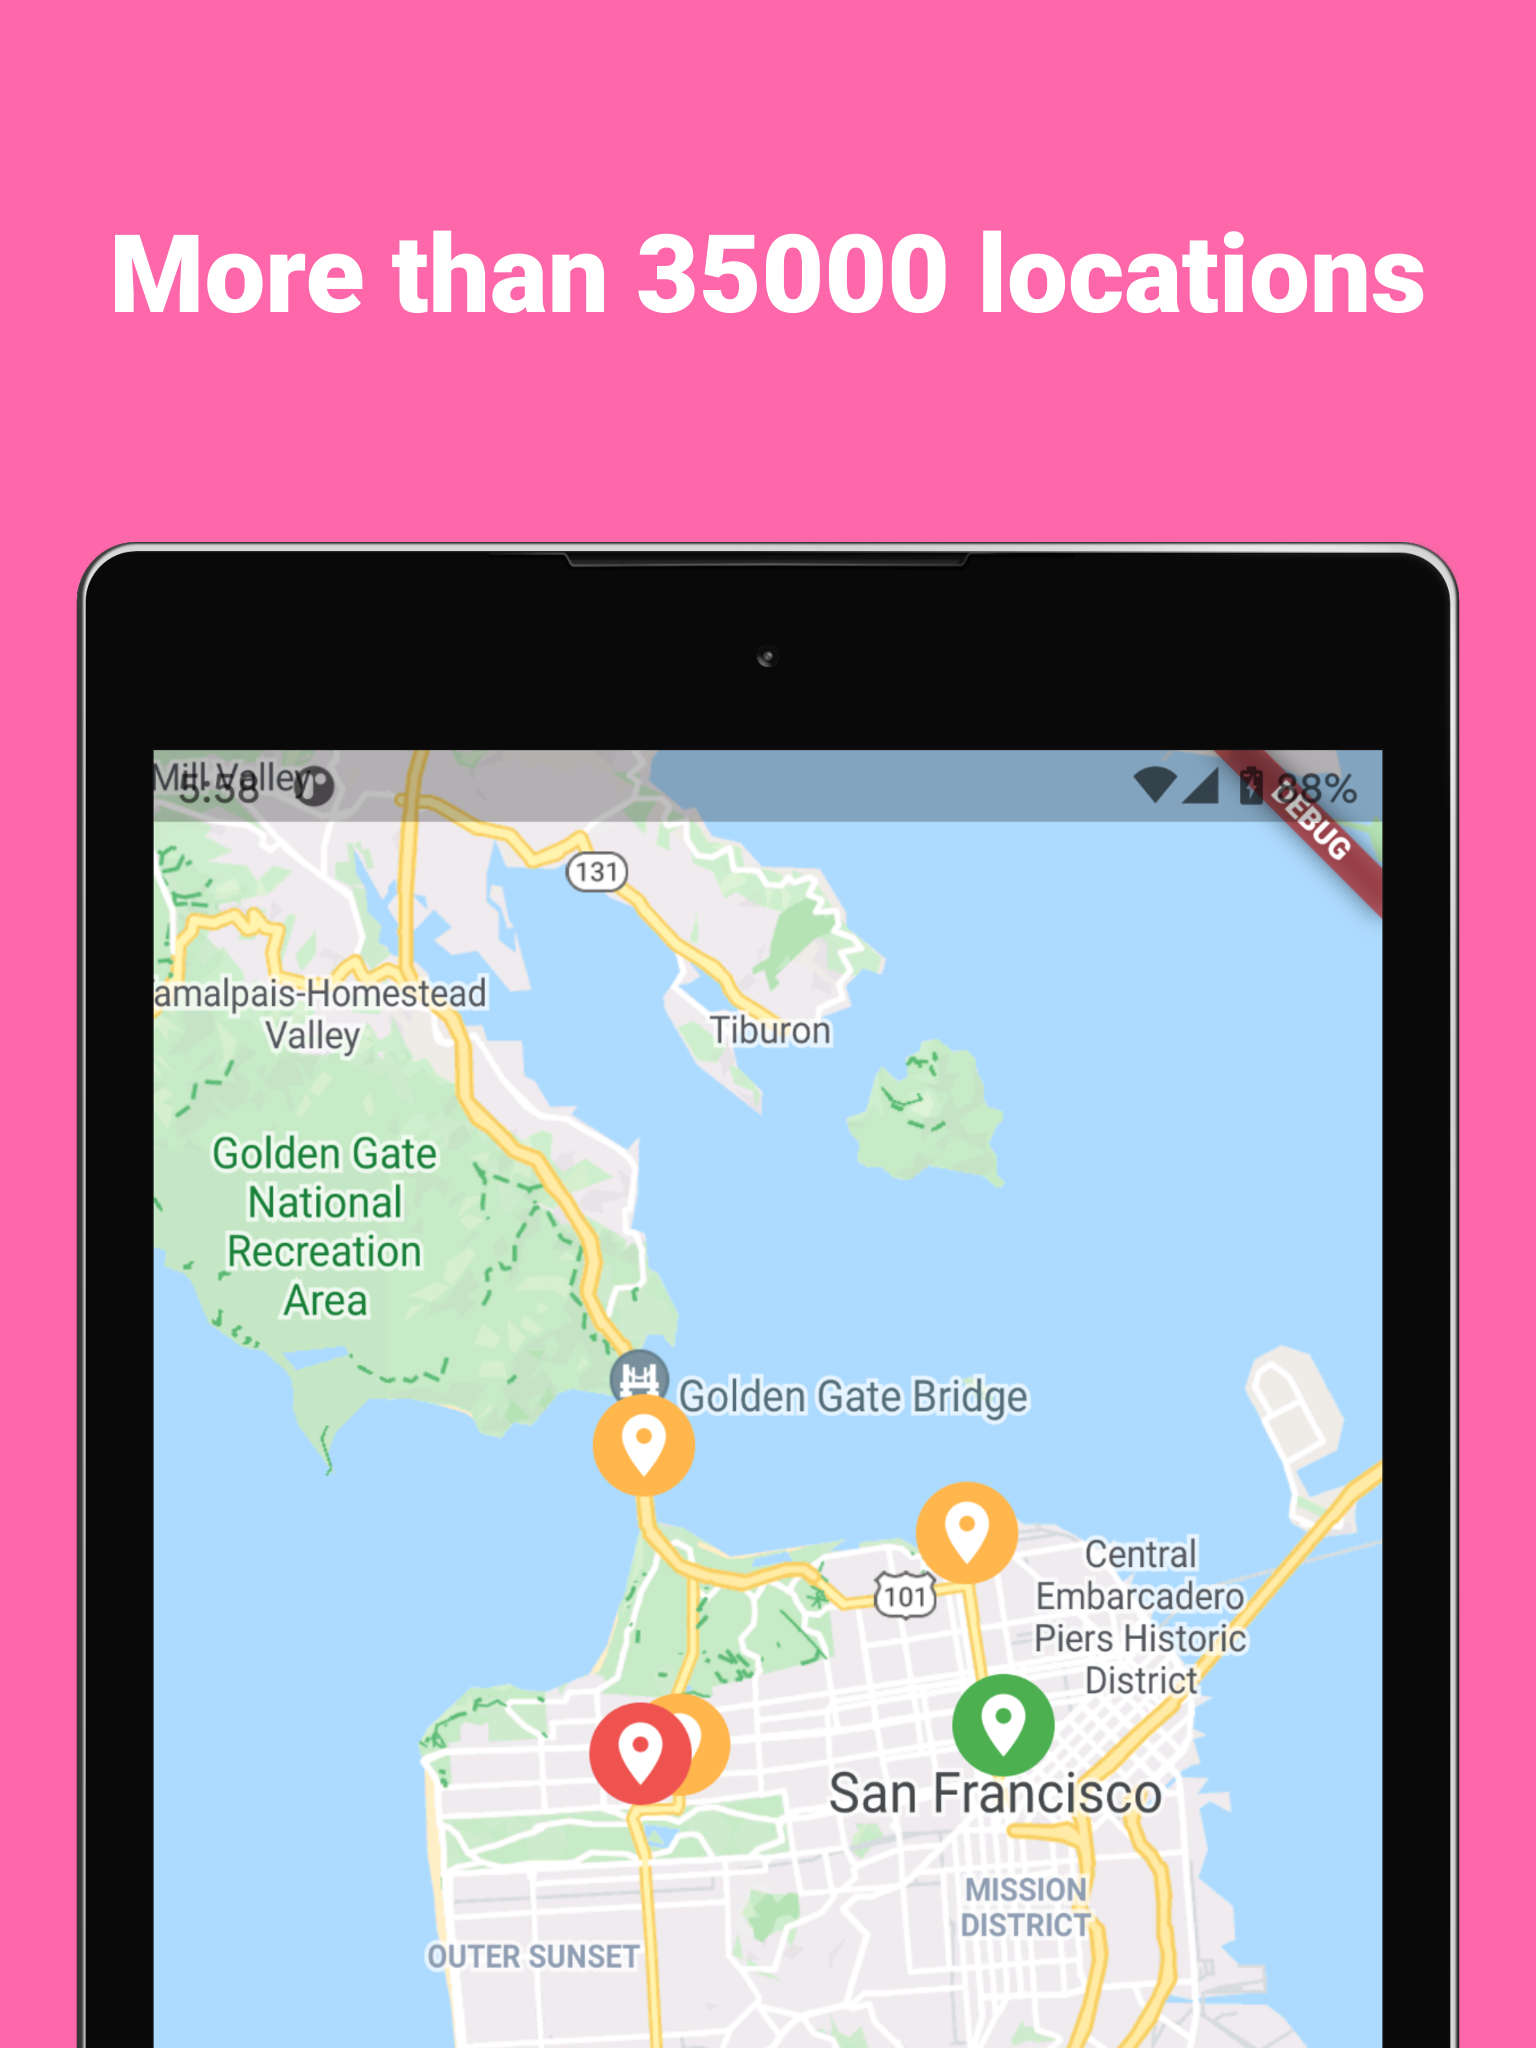 More than 35000 locations
Mill Valley
5:58
88%
DEBUG
131
amalpais-Homestead
Valley
Tiburon
Golden Gate
National
Recreation
Area
Golden Gate Bridge
Central
Embarcadero
Piers Historic
District
101
San Francisco
MISSION
DISTRICT
OUTER SUNSET